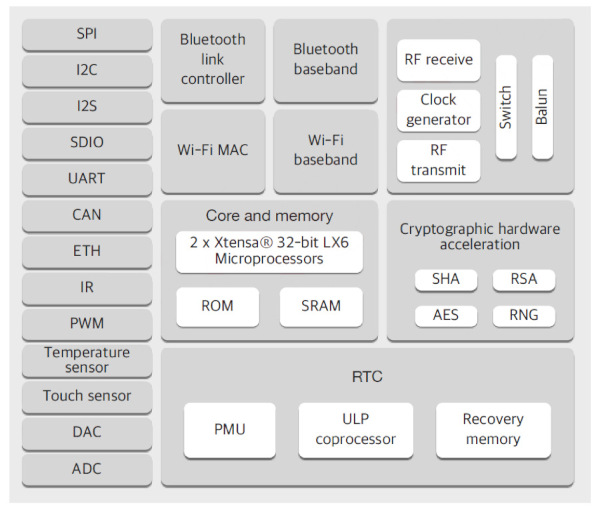 SPI
I2C
I2S
SDIO
UART
CAN
ETH
IR
PWM
Temperature
sensor
Touch sensor
DAC
ADC
Bluetooth
link
controller
Bluetooth
baseband
Wi-Fi MAC
Wi-Fi
baseband
RF receive
Clock
generator
RF
transmit
Switch
Balun
Core and memory
2 x Xtensa® 32-bit LX6
Microprocessors
ROM
SRAM
Cryptographic hardware
acceleration
SHA
RSA
AES
RNG
RTC
PMU
ULP
coprocessor
Recovery
memory